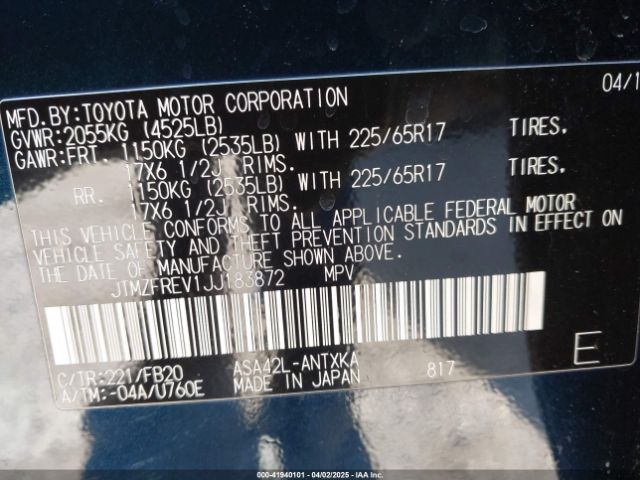 MFD.BY:TOYOTA MOTOR CORPORATION 04/1
GVWR:2055KG (4525LB)
GAWR:FRT. 1150KG (2535LB) WITH 225/65R17 TIRES.
17X6 1/2J RIMS.
RR. 1150KG (2535LB) WITH 225/65R17 TIRES.
17X6 1/2J RIMS.
THIS VEHICLE CONFORMS TO ALL APPLICABLE FEDERAL MOTOR
VEHICLE SAFETY AND THEFT PREVENTION STANDARDS IN EFFECT ON
THE DATE OF MANUFACTURE SHOWN ABOVE.
JTMZFREV1JJ183872 MPV
C/TR:221/FB20 ASA42L-ANTXKA 817 E
A/TM:-04A/U760E MADE IN JAPAN
000-41940101 - 04/02/2025 - IAAI.COM